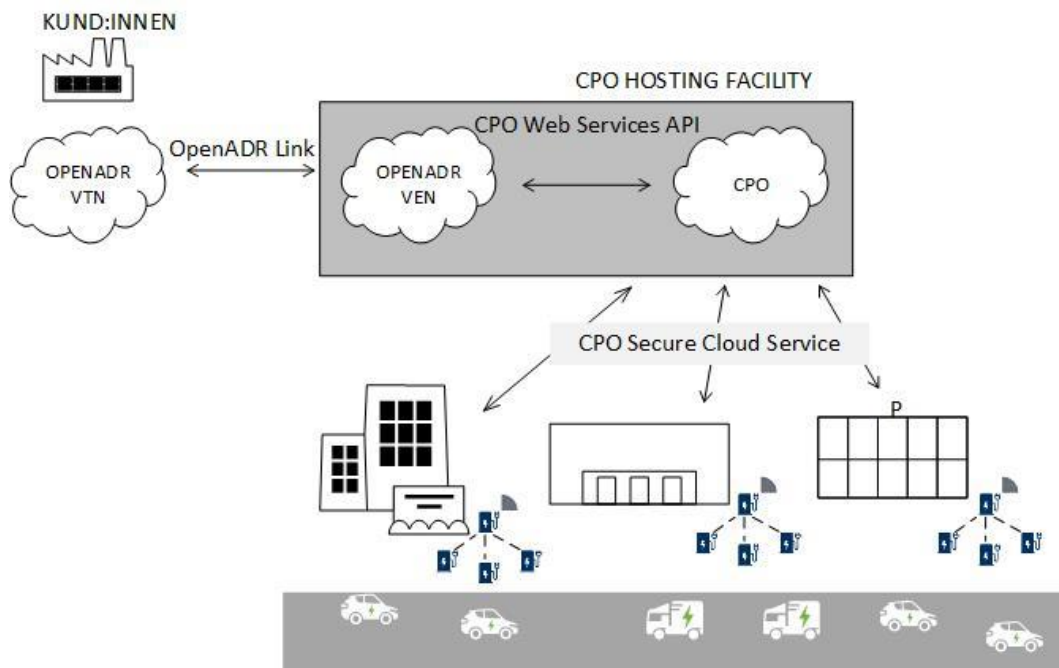 KUND:INNEN
CPO HOSTING FACILITY
CPO Web Services API
OpenADR Link
OPENADR
VTN
OPENADR
VEN
CPO
CPO Secure Cloud Service
P